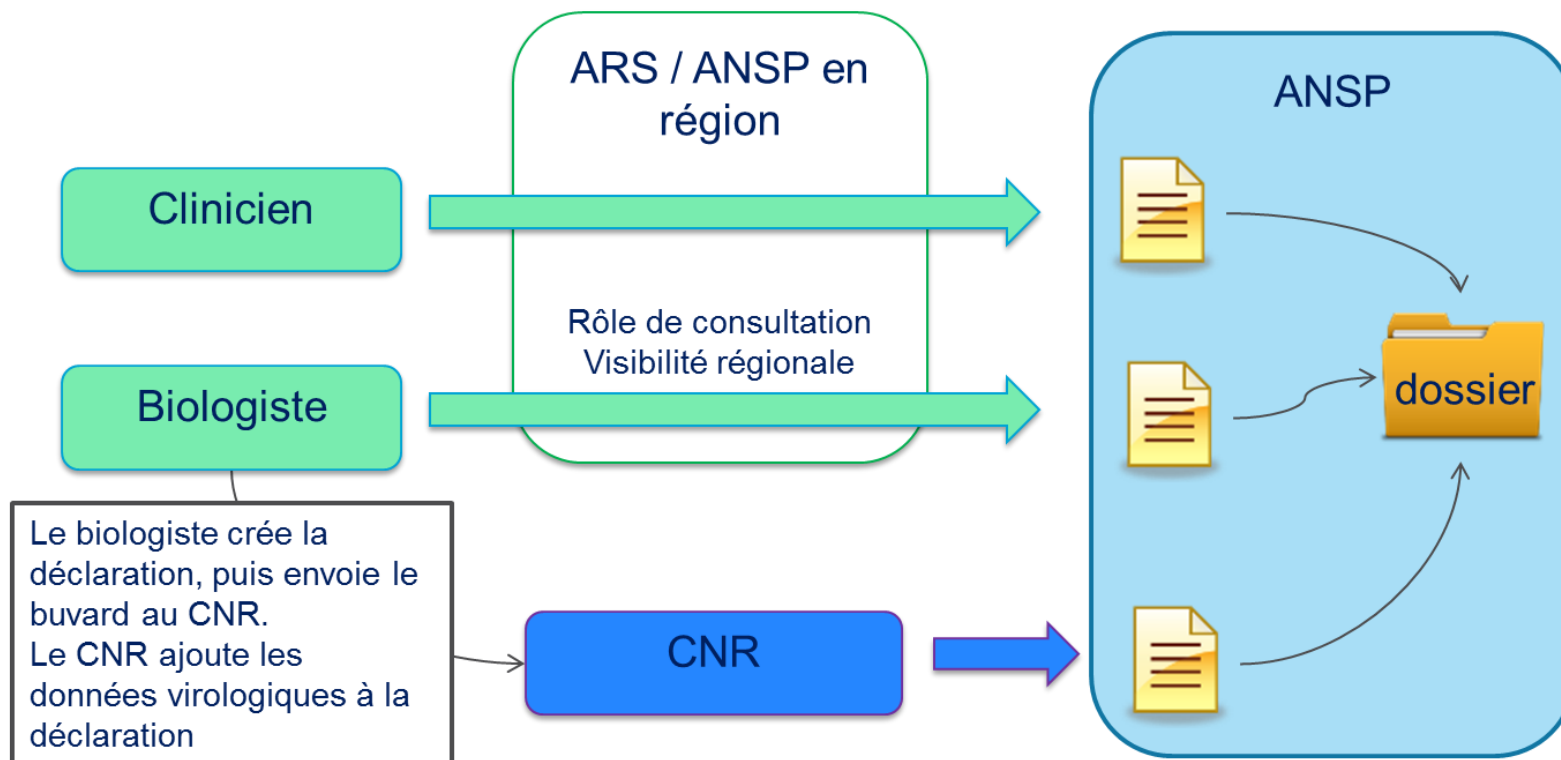 ARS / ANSP en
région
ANSP
Clinicien
Rôle de consultation
Visibilité régionale
Biologiste
dossier
Le biologiste crée la
déclaration, puis envoie le
buvard au CNR.
Le CNR ajoute les
données virologiques à la
déclaration
CNR